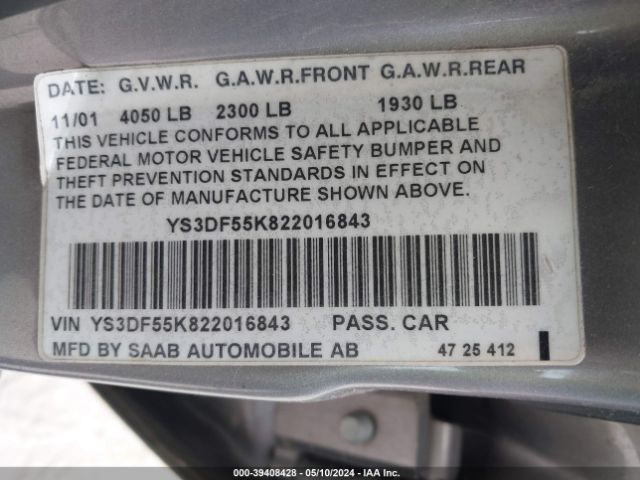 DATE: G.V.W.R. G.A.W.R.FRONT G.A.W.R.REAR
11/01 4050 LB 2300 LB 1930 LB
THIS VEHICLE CONFORMS TO ALL APPLICABLE
FEDERAL MOTOR VEHICLE SAFETY BUMPER AND
THEFT PREVENTION STANDARDS IN EFFECT ON
THE DATE OF MANUFACTURE SHOWN ABOVE.
YS3DF55K822016843
VIN YS3DF55K822016843 PASS. CAR
MFD BY SAAB AUTOMOBILE AB 47 25 412
000-39408428 - 05/10/2024 - IAAI.COM